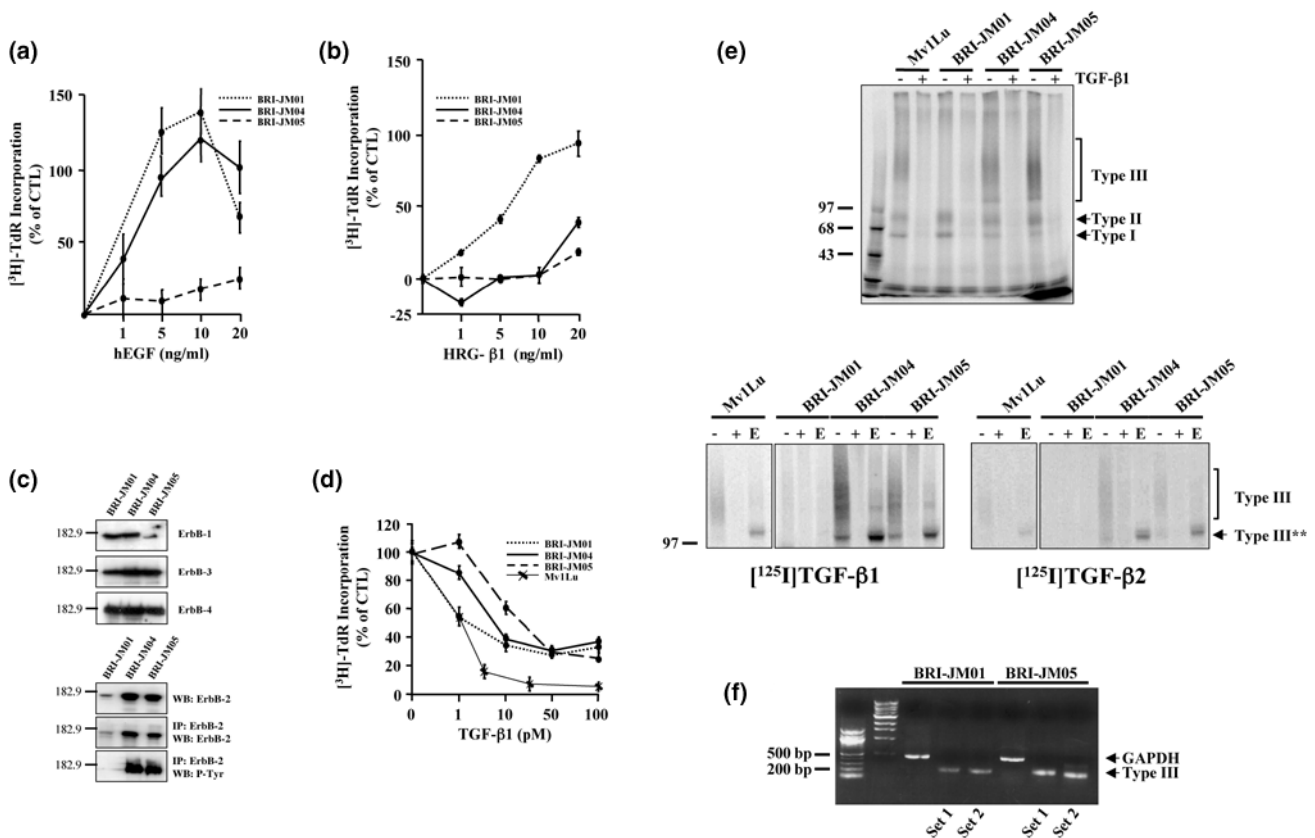 (a)
[³H]-TdR Incorporation
(% of CTL)
150
100
50
BRI-JM01
BRI-JM04
BRI-JM05
1 5 10 20
hEGF (ng/ml)
(b)
[³H]-TdR Incorporation
(% of CTL)
150
100
50
0
-25
BRI-JM01
BRI-JM04
BRI-JM05
1 5 10 20
HRG- β1 (ng/ml)
(c)
BRI-JM01
BRI-JM04
BRI-JM05
182.9
ErbB-1
182.9
ErbB-3
182.9
ErbB-4
BRI-JM01
BRI-JM04
BRI-JM05
182.9
WB: ErbB-2
182.9
IP: ErbB-2
WB: ErbB-2
182.9
IP: ErbB-2
WB: P-Tyr
(d)
[³H]-TdR Incorporation
(% of CTL)
120
100
80
60
40
20
0
BRI-JM01
BRI-JM04
BRI-JM05
Mv1Lu
0 1 10 50 100
TGF-β1 (pM)
(e)
Mv1Lu
BRI-JM01
BRI-JM04
BRI-JM05
- + - + - + - + TGF-β1
97
68
43
Type III
Type II
Type I
Mv1Lu
BRI-JM01
BRI-JM04
BRI-JM05
- + E - + E - + E - + E
97
[¹²⁵I]TGF-β1
Mv1Lu
BRI-JM01
BRI-JM04
BRI-JM05
- + E - + E - + E - + E
Type III
Type III**
[¹²⁵I]TGF-β2
(f)
BRI-JM01 BRI-JM05
500 bp
200 bp
GAPDH
Type III
Set 1
Set 2
Set 1
Set 2